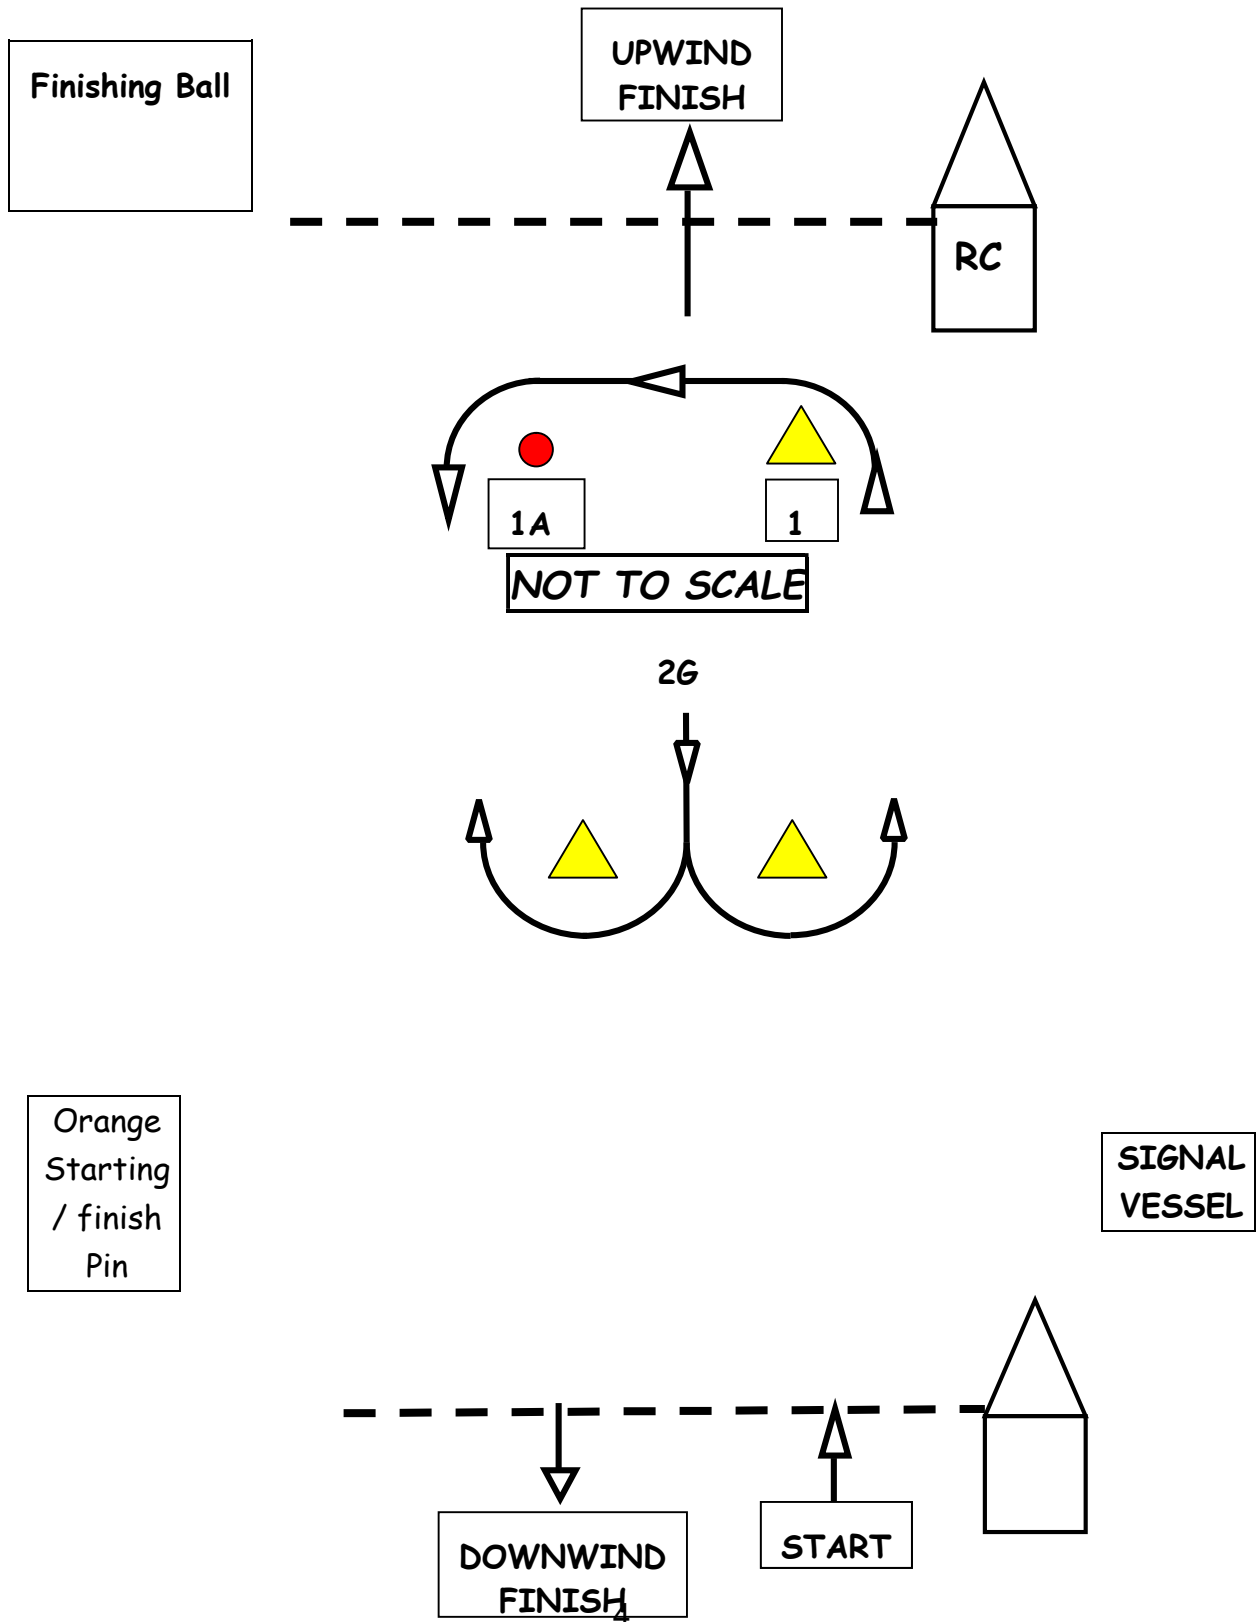 UPWIND
FINISH
Finishing Ball
RC
1A
1
NOT TO SCALE
2G
Orange
Starting
/ finish
Pin
SIGNAL
VESSEL
START
DOWNWIND
FINISH
4